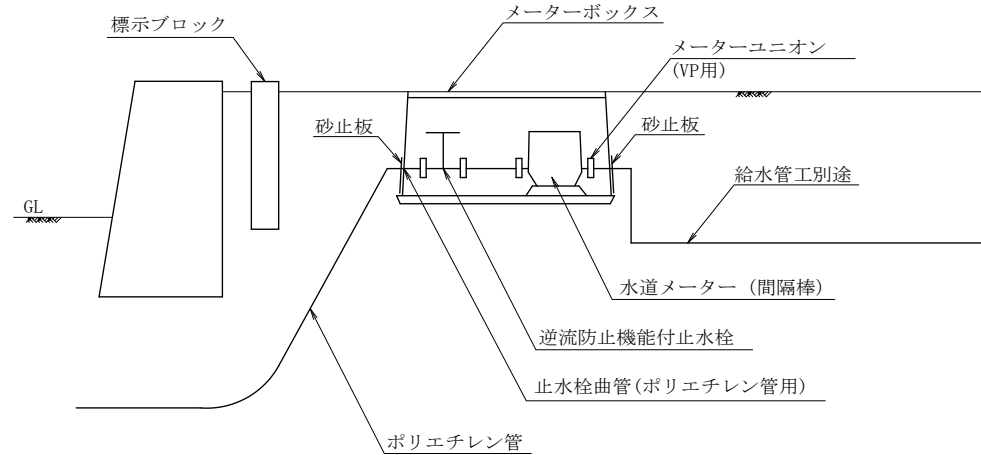 メーターボックス
標示ブロック
メーターユニオン
(VP用)
砂止板
砂止板
給水管工別途
GL
水道メーター（間隔棒）
逆流防止機能付止水栓
止水栓曲管(ポリエチレン管用)
ポリエチレン管